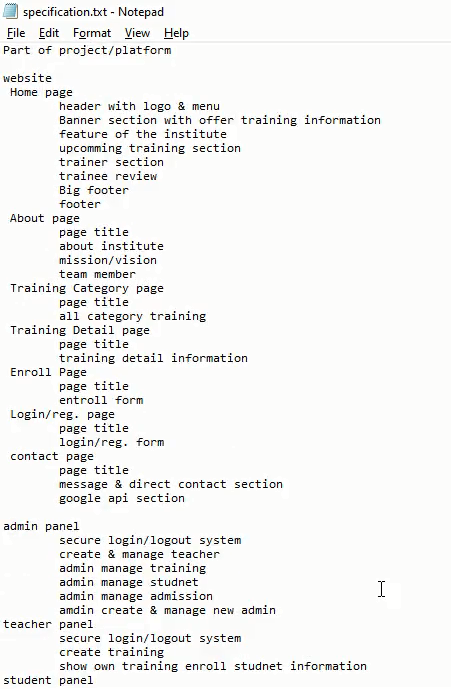 specification.txt - Notepad
File Edit Format View Help
Part of project/platform
website
Home page
header with logo & menu
Banner section with offer training information
feature of the institute
upcomming training section
trainer section
trainee review
Big footer
footer
About page
page title
about institute
mission/vision
team member
Training Category page
page title
all category training
Training Detail page
page title
training detail information
Enroll Page
page title
entroll form
Login/reg. page
page title
login/reg. form
contact page
page title
message & direct contact section
google api section
admin panel
secure login/logout system
create & manage teacher
admin manage training
admin manage studnet
admin manage admission
amdin create & manage new admin
teacher panel
secure login/logout system
create training
show own training enroll studnet information
student panel